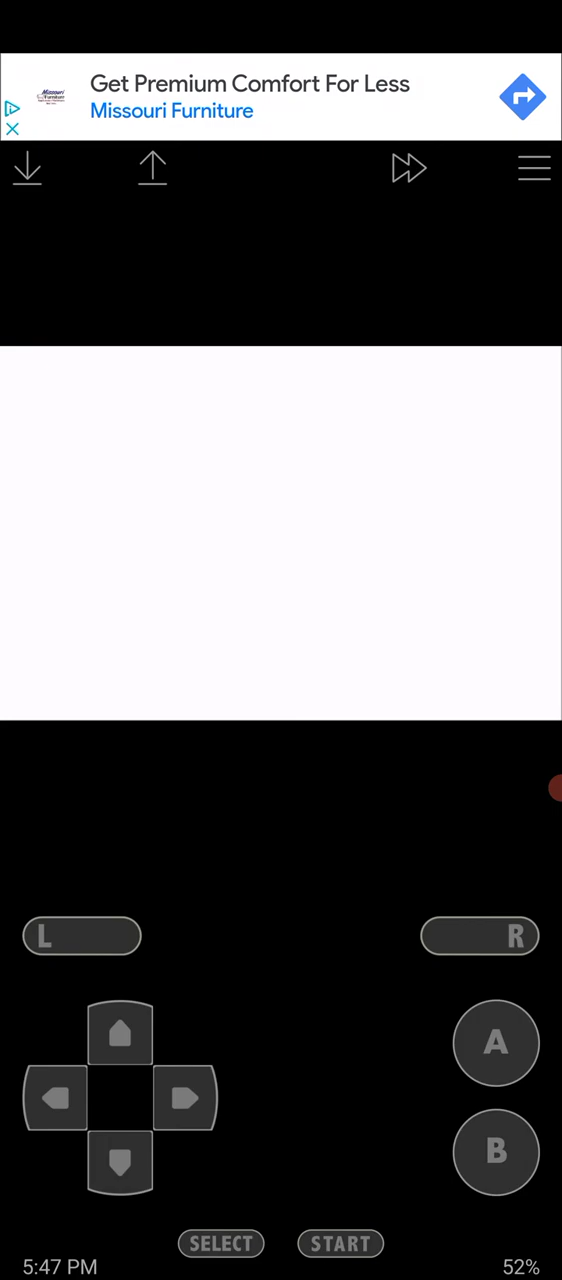 Get Premium Comfort For Less
Missouri Furniture
L
R
A
B
SELECT
START
5:47 PM
52%